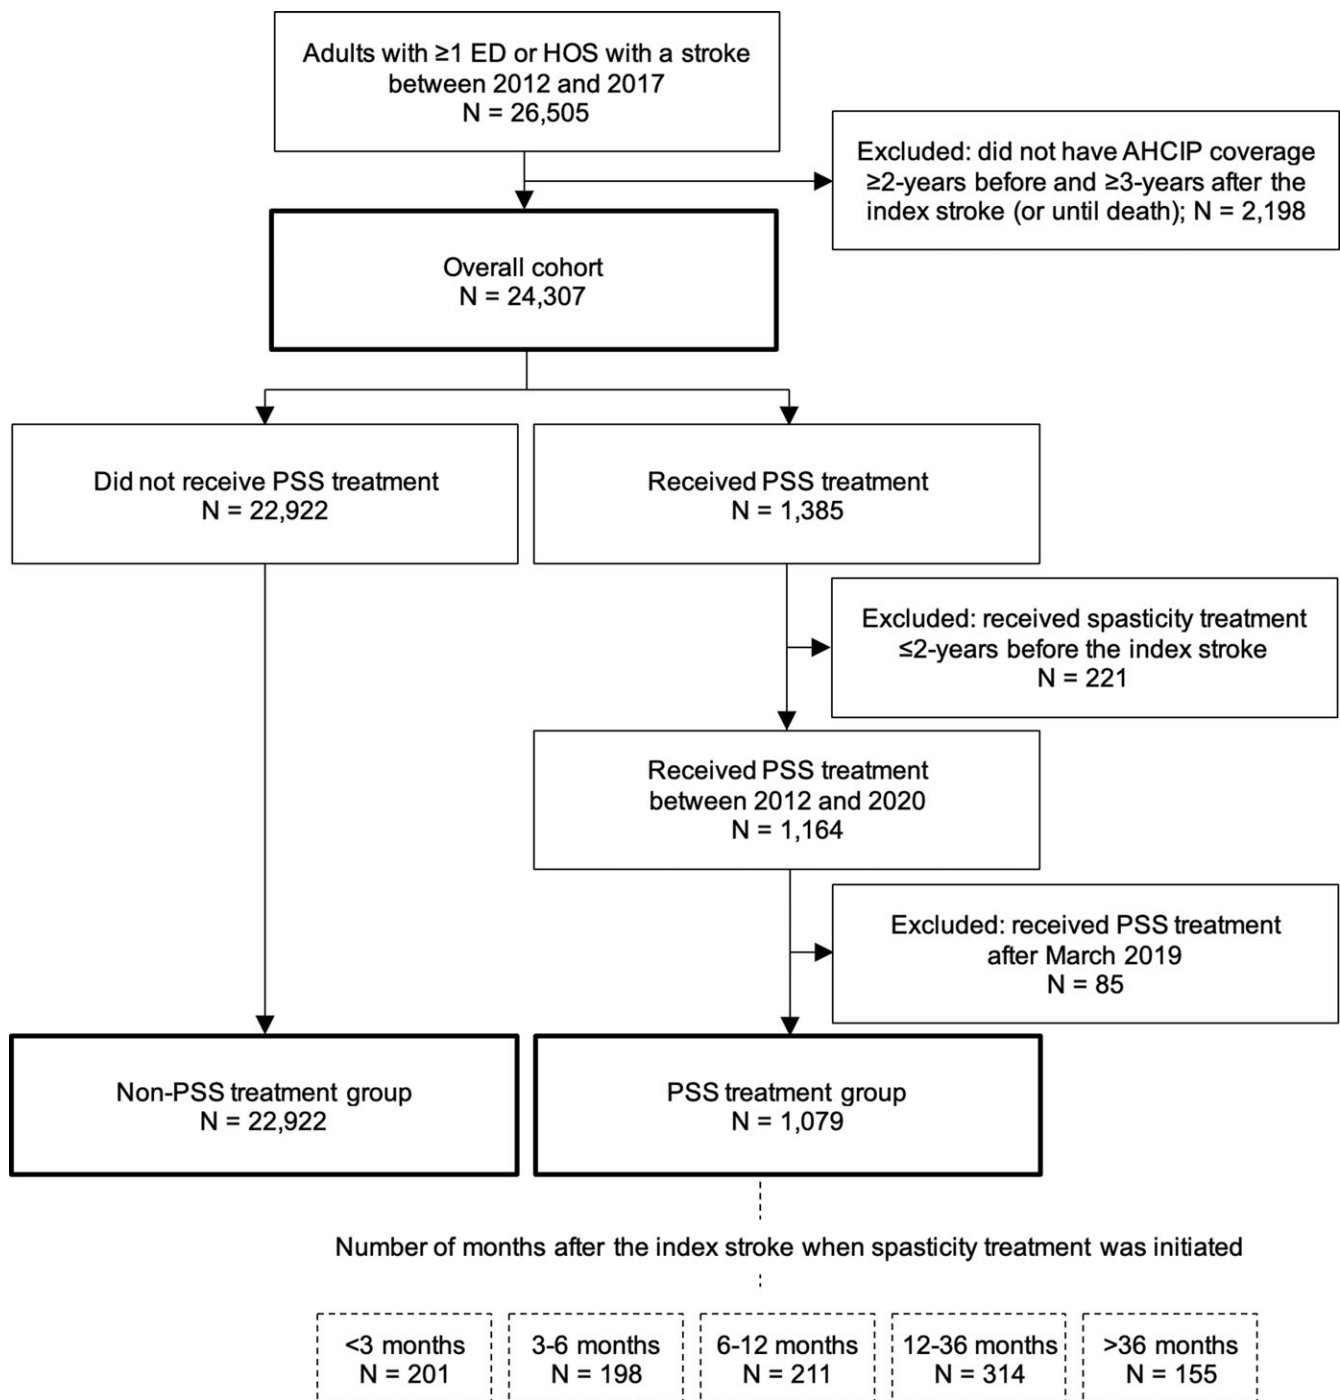 Adults with ≥1 ED or HOS with a stroke
between 2012 and 2017
N = 26,505
Excluded: did not have AHCIP coverage
≥2-years before and ≥3-years after the
index stroke (or until death); N = 2,198
Overall cohort
N = 24,307
Did not receive PSS treatment
N = 22,922
Received PSS treatment
N = 1,385
Excluded: received spasticity treatment
≤2-years before the index stroke
N = 221
Received PSS treatment
between 2012 and 2020
N = 1,164
Excluded: received PSS treatment
after March 2019
N = 85
Non-PSS treatment group
N = 22,922
PSS treatment group
N = 1,079
Number of months after the index stroke when spasticity treatment was initiated
<3 months
N = 201
3-6 months
N = 198
6-12 months
N = 211
12-36 months
N = 314
>36 months
N = 155